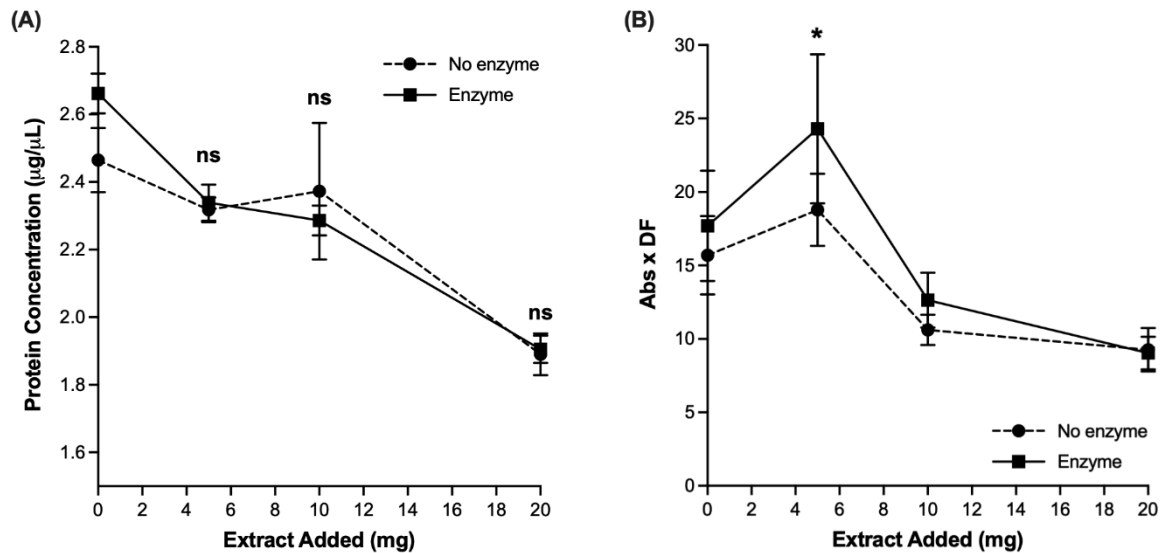 (A)
Protein Concentration (µg/µL)
2.8
2.6
2.4
2.2
2.0
1.8
1.6
ns
ns
ns
No enzyme
Enzyme
0 2 4 6 8 10 12 14 16 18 20
Extract Added (mg)
(B)
Abs x DF
30
25
20
15
10
5
0
*
No enzyme
Enzyme
0 2 4 6 8 10 12 14 16 18 20
Extract Added (mg)